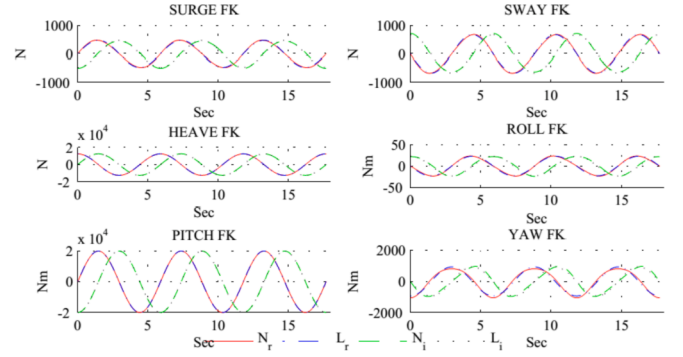 SURGE FK
SWAY FK
1000
0
-1000
N
0 5 10 15
Sec
1000
0
-1000
N
0 5 10 15
Sec
HEAVE FK
ROLL FK
x 10^4
2
0
-2
N
0 5 10 15
Sec
50
0
-50
Nm
0 5 10 15
Sec
PITCH FK
YAW FK
x 10^4
2
0
-2
Nm
0 5 10 15
Sec
2000
0
-2000
Nm
0 5 10 15
Sec
N_r L_r N_i L_i